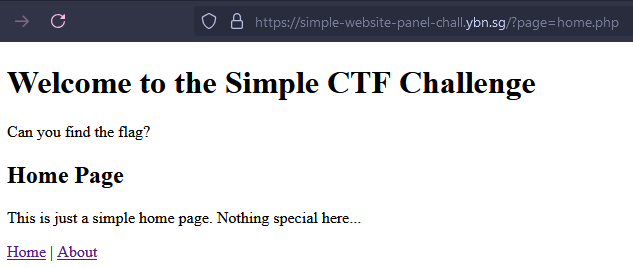 https://simple-website-panel-chall.ybn.sg/?page=home.php
Welcome to the Simple CTF Challenge
Can you find the flag?
Home Page
This is just a simple home page. Nothing special here...
Home | About